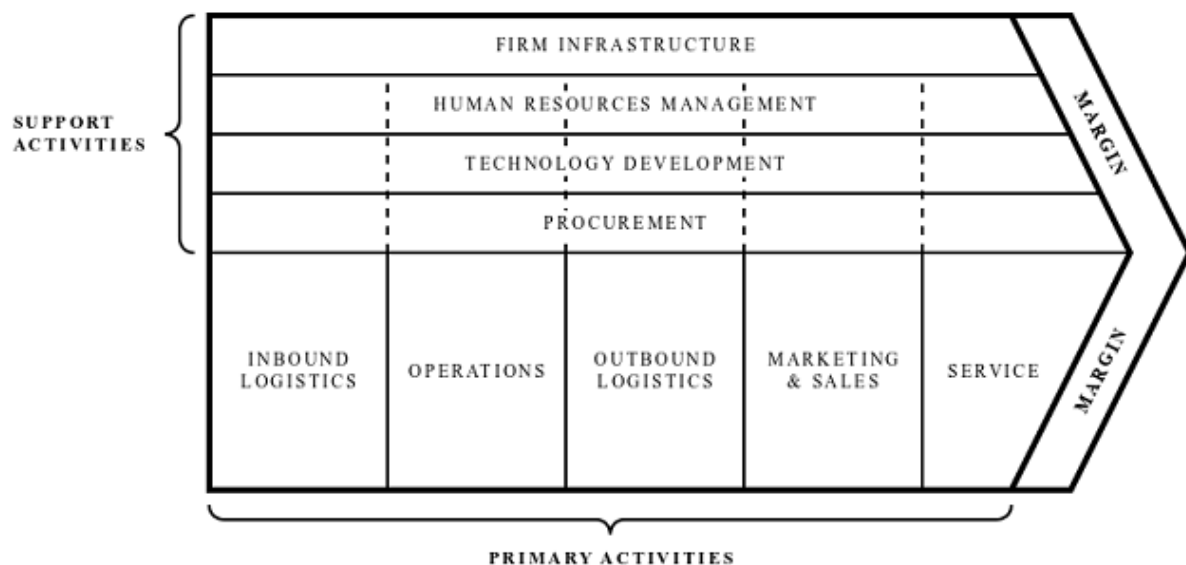 FIRM INFRASTRUCTURE
HUMAN RESOURCES MANAGEMENT
TECHNOLOGY DEVELOPMENT
PROCUREMENT
SUPPORT
ACTIVITIES
MARGIN
INBOUND
LOGISTICS
OPERATIONS
OUTBOUND
LOGISTICS
MARKETING
& SALES
SERVICE
MARGIN
PRIMARY ACTIVITIES